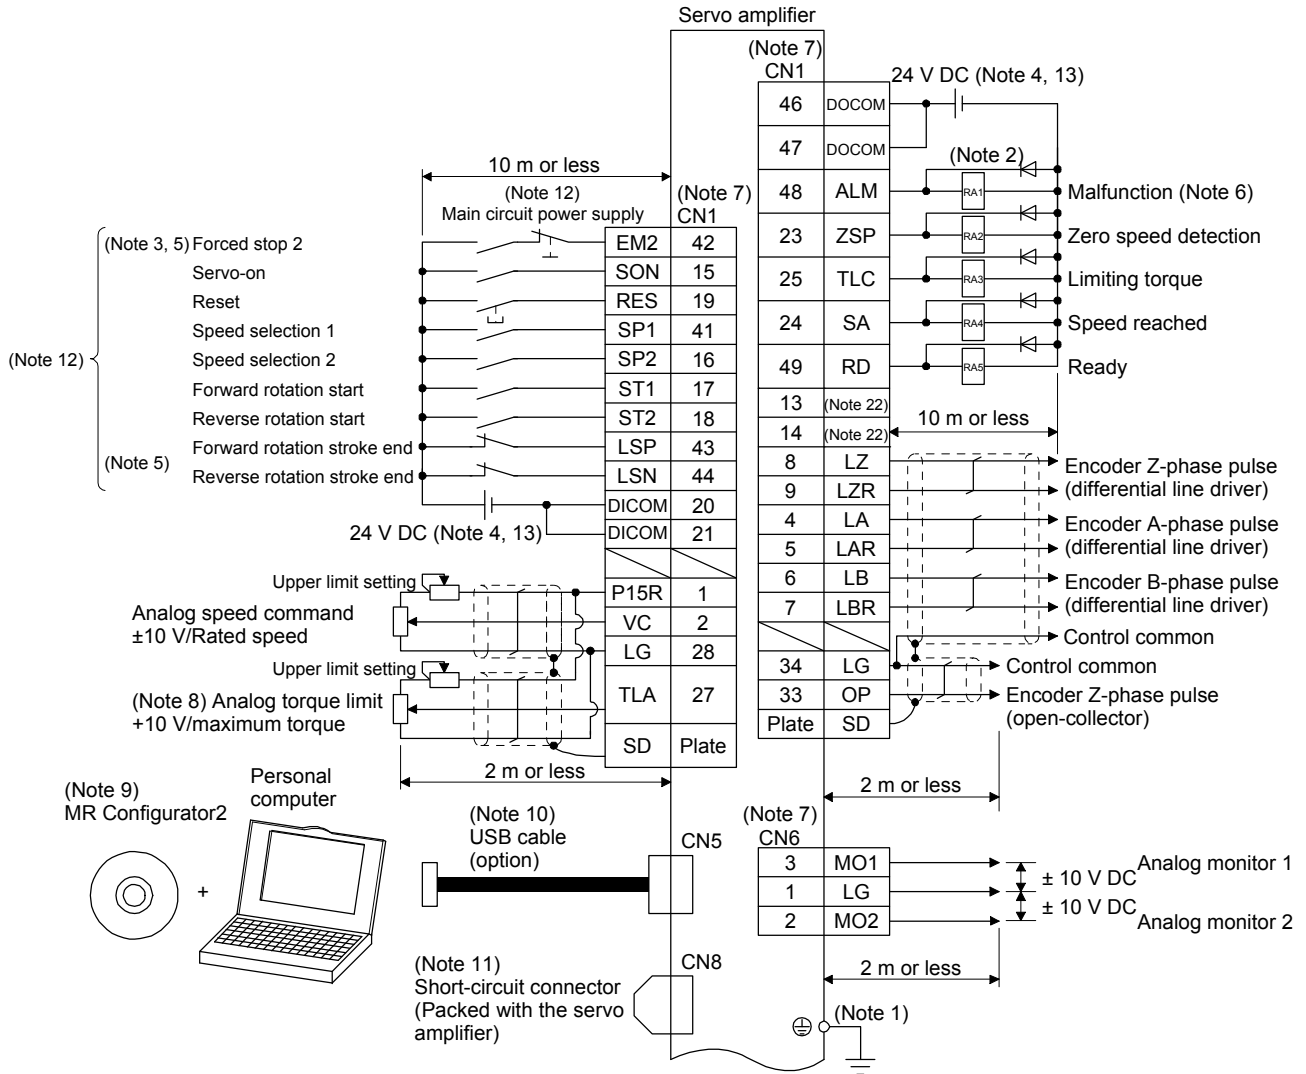 Servo amplifier
(Note 7)
CN1
24 V DC (Note 4, 13)
46 DOCOM
47 DOCOM
(Note 2)
48 ALM RA1 Malfunction (Note 6)
23 ZSP RA2 Zero speed detection
25 TLC RA3 Limiting torque
24 SA RA4 Speed reached
49 RD RA5 Ready
13 (Note 22)
14 (Note 22)
10 m or less
8 LZ
9 LZR
Encoder Z-phase pulse
(differential line driver)
4 LA
5 LAR
Encoder A-phase pulse
(differential line driver)
6 LB
7 LBR
Encoder B-phase pulse
(differential line driver)
Control common
34 LG Control common
33 OP Encoder Z-phase pulse
(open-collector)
Plate SD
2 m or less
10 m or less
(Note 12)
Main circuit power supply
(Note 7)
CN1
(Note 12)
(Note 3, 5) Forced stop 2 EM2 42
Servo-on SON 15
Reset RES 19
Speed selection 1 SP1 41
Speed selection 2 SP2 16
Forward rotation start ST1 17
Reverse rotation start ST2 18
Forward rotation stroke end LSP 43
(Note 5)
Reverse rotation stroke end LSN 44
DICOM 20
24 V DC (Note 4, 13) DICOM 21
Upper limit setting
P15R 1
Analog speed command
±10 V/Rated speed
VC 2
LG 28
Upper limit setting
(Note 8) Analog torque limit
+10 V/maximum torque
TLA 27
SD Plate
2 m or less
(Note 9)
MR Configurator2
+
Personal
computer
(Note 10)
USB cable
(option)
CN5
(Note 11)
Short-circuit connector
(Packed with the servo
amplifier)
CN8
(Note 7)
CN6
3 MO1 Analog monitor 1
± 10 V DC
1 LG
± 10 V DC
2 MO2 Analog monitor 2
2 m or less
(Note 1)